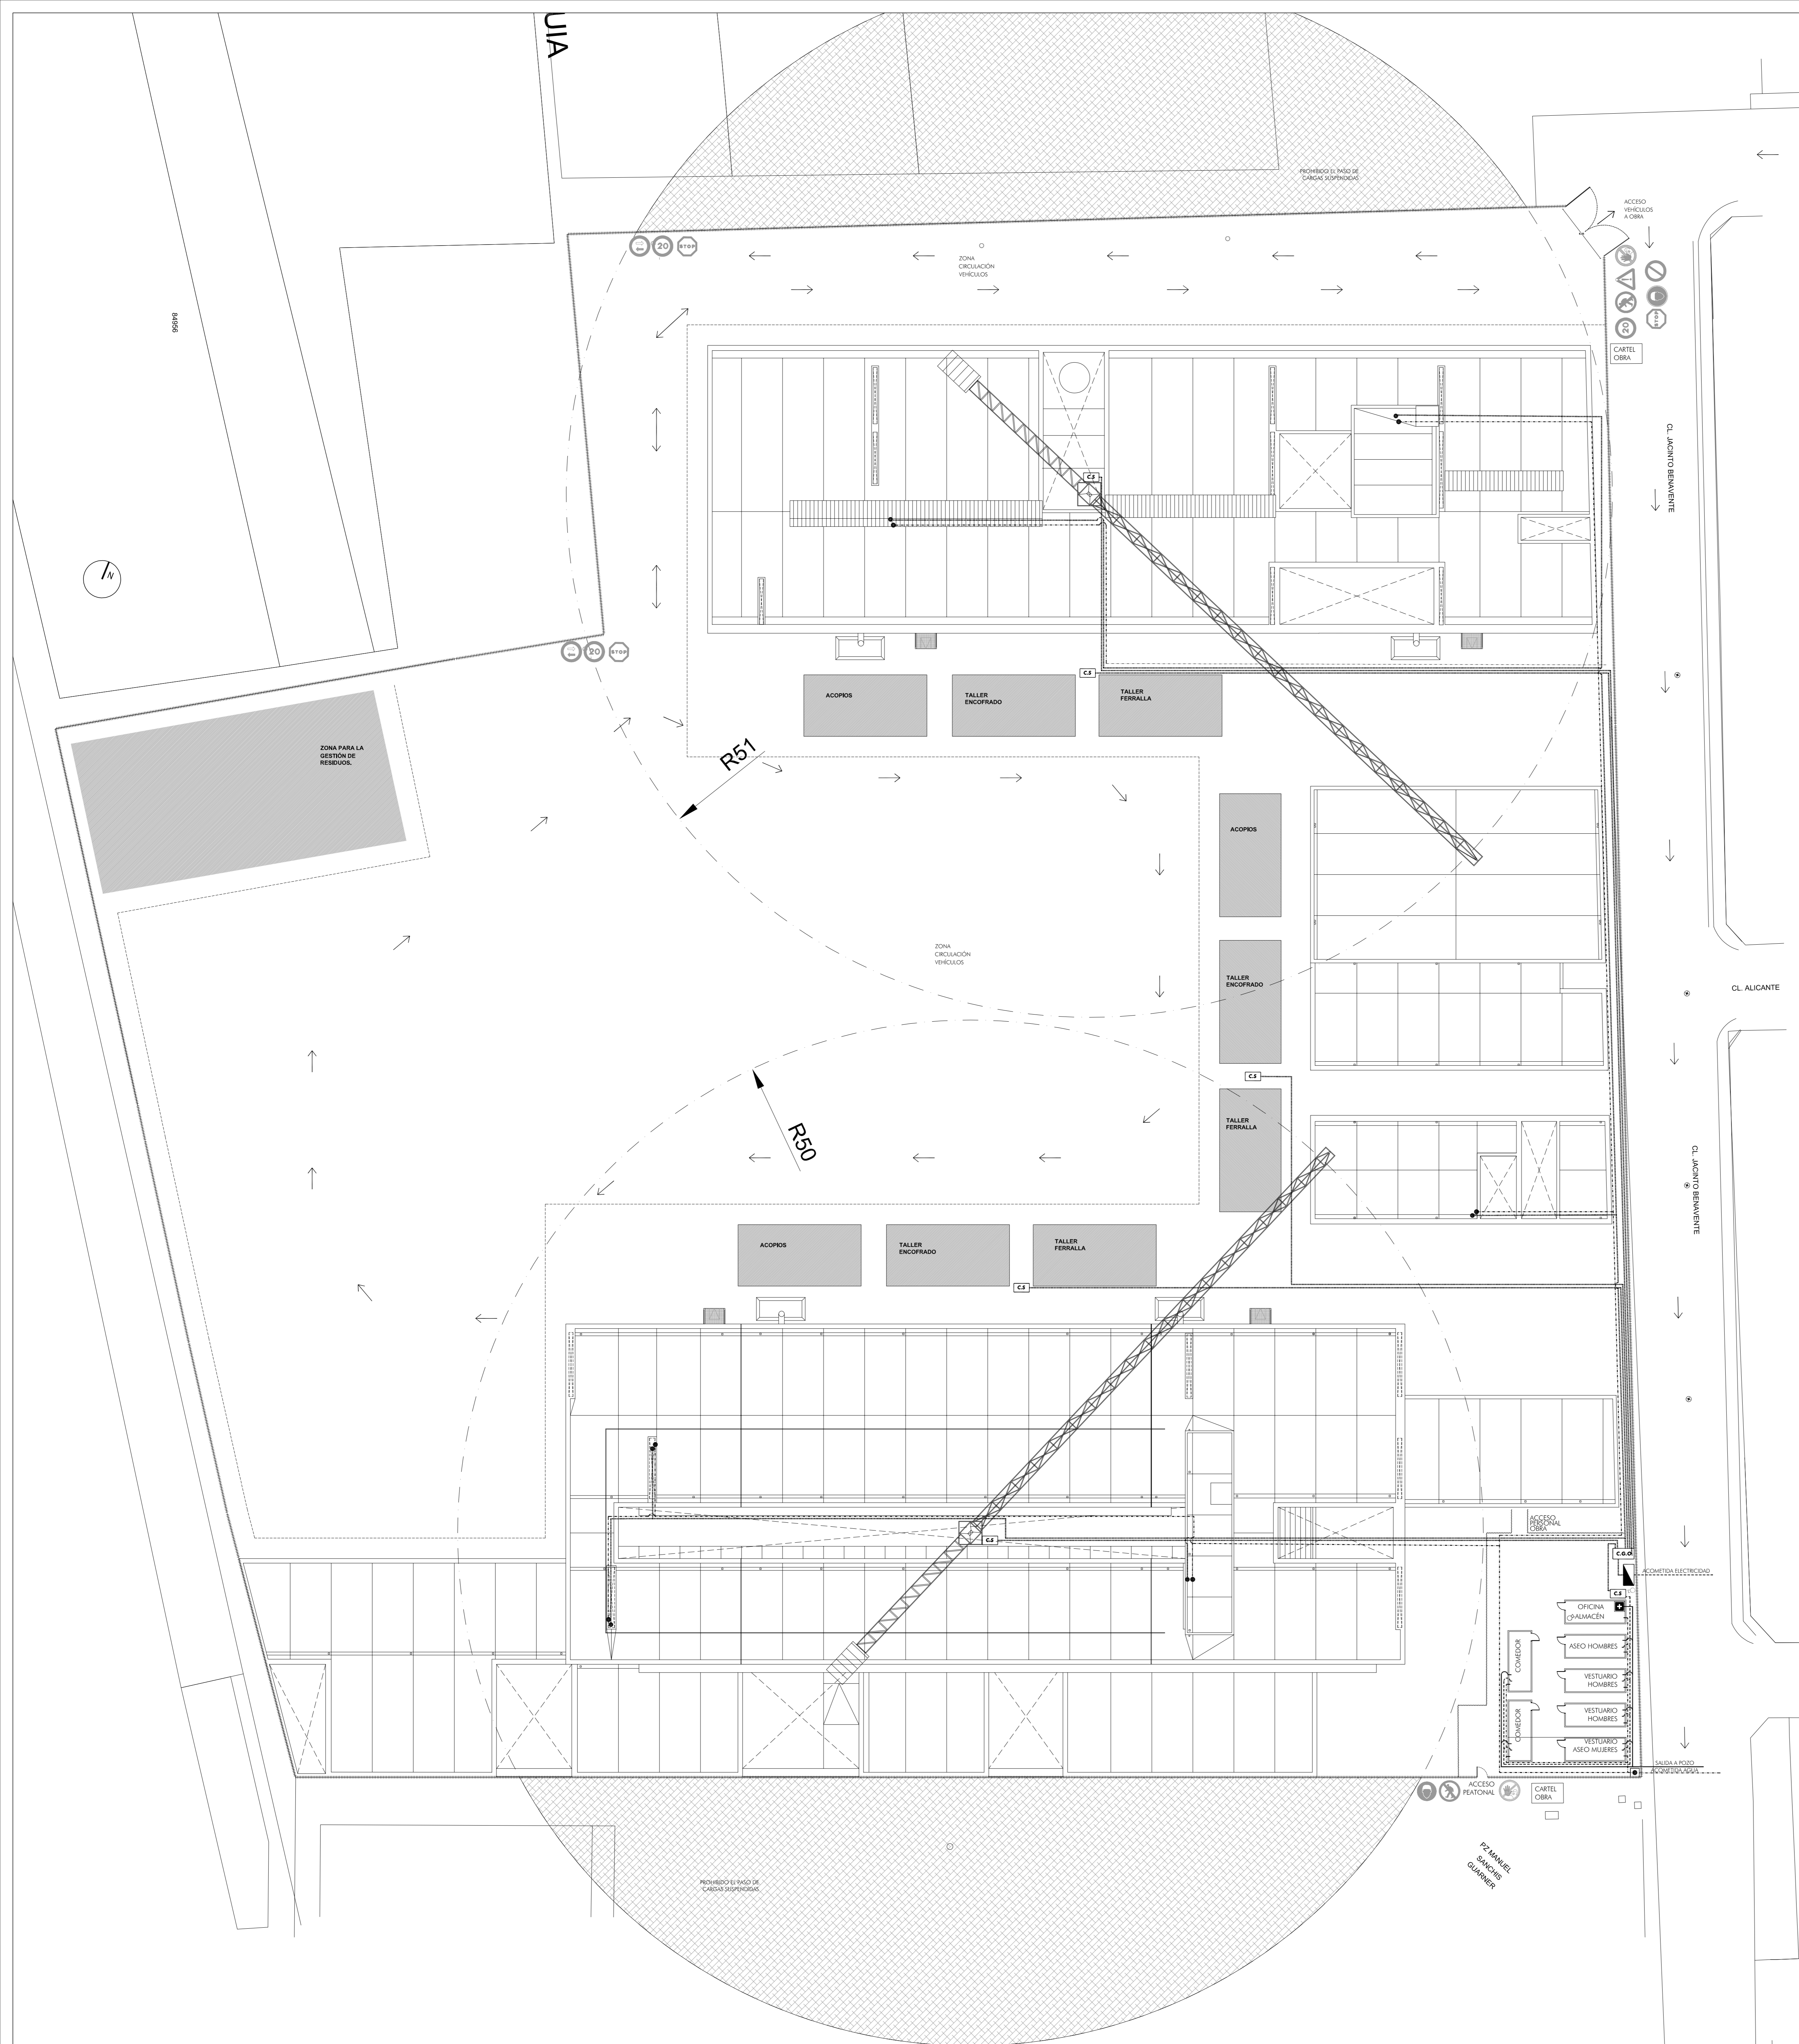 UIA
PROHIBIDO EL PASO DE
CARGAS SUSPENDIDAS
ACCESO
VEHÍCULOS
A OBRA
20
STOP
ZONA
CIRCULACIÓN
VEHÍCULOS
20
STOP
CARTEL
OBRA
84956
CL. JACINTO BENAVENTE
C.S
N
20
STOP
C.S
ACOPIOS
TALLER
ENCOFRADO
TALLER
FERRALLA
ZONA PARA LA
GESTIÓN DE
RESIDUOS.
R51
ACOPIOS
ZONA
CIRCULACIÓN
VEHÍCULOS
TALLER
ENCOFRADO
CL. ALICANTE
C.S
TALLER
FERRALLA
R50
CL. JACINTO BENAVENTE
ACOPIOS
TALLER
ENCOFRADO
TALLER
FERRALLA
C.S
ACCESO
PERSONAL
OBRA
C.S
C.G.O
ACOMETIDA ELECTRICIDAD
C.S
OFICINA
ALMACÉN
ASEO HOMBRES
COMEDOR
VESTUARIO
HOMBRES
VESTUARIO
HOMBRES
COMEDOR
VESTUARIO
ASEO MUJERES
SALIDA A POZO
ACOMETIDA AGUA
ACCESO
PEATONAL
CARTEL
OBRA
PZ MANUEL
SANCHIS
GUARNER
PROHIBIDO EL PASO DE
CARGAS SUSPENDIDAS